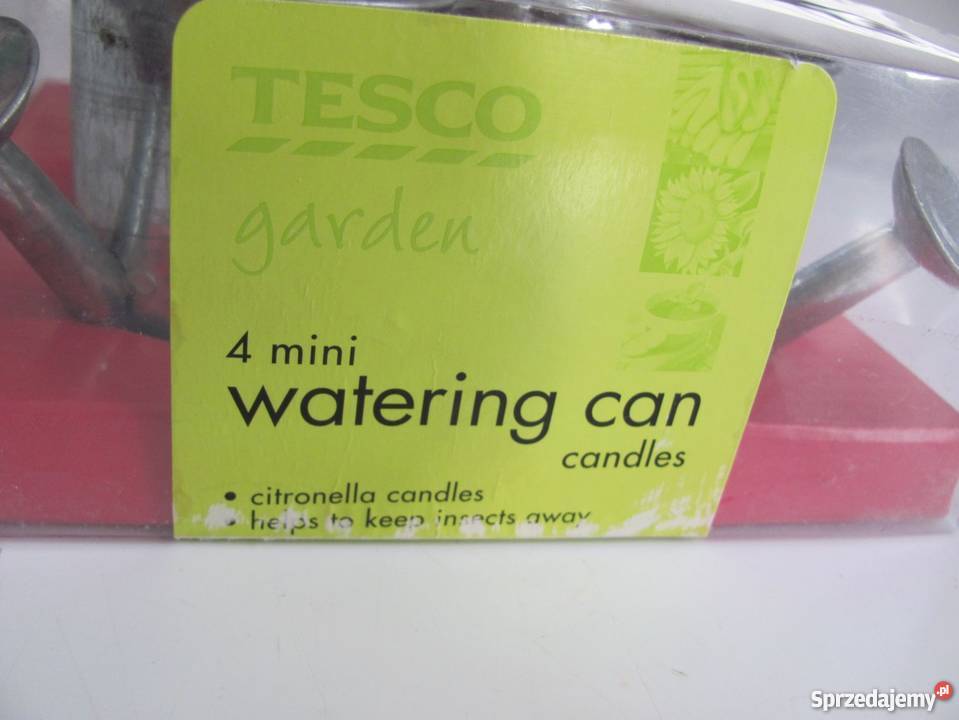 TESCO
garden
4 mini
watering can
candles
• citronella candles
• helps to keep insects away
Sprzedajemy.pl